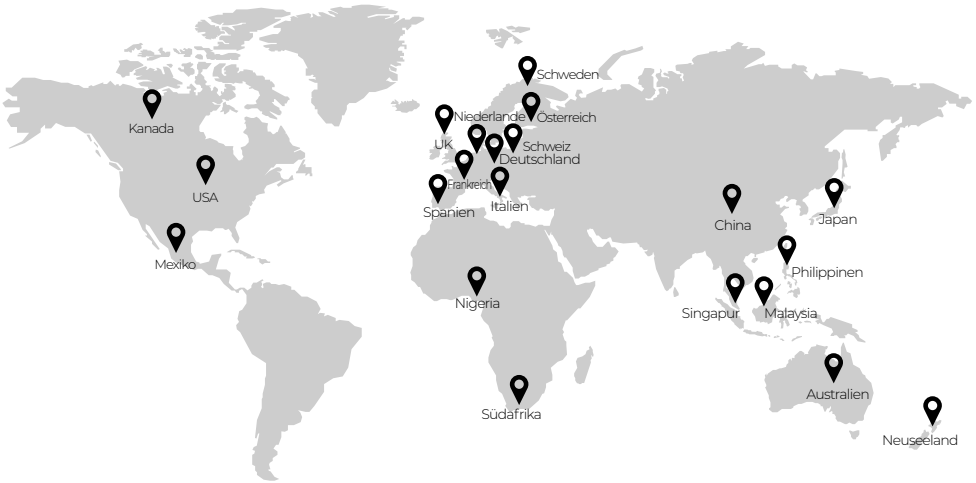 Schweden
Niederlande
Österreich
Kanada
UK
Schweiz
Deutschland
Frankreich
USA
Spanien
Italien
China
Japan
Mexiko
Philippinen
Nigeria
Singapur
Malaysia
Australien
Südafrika
Neuseeland